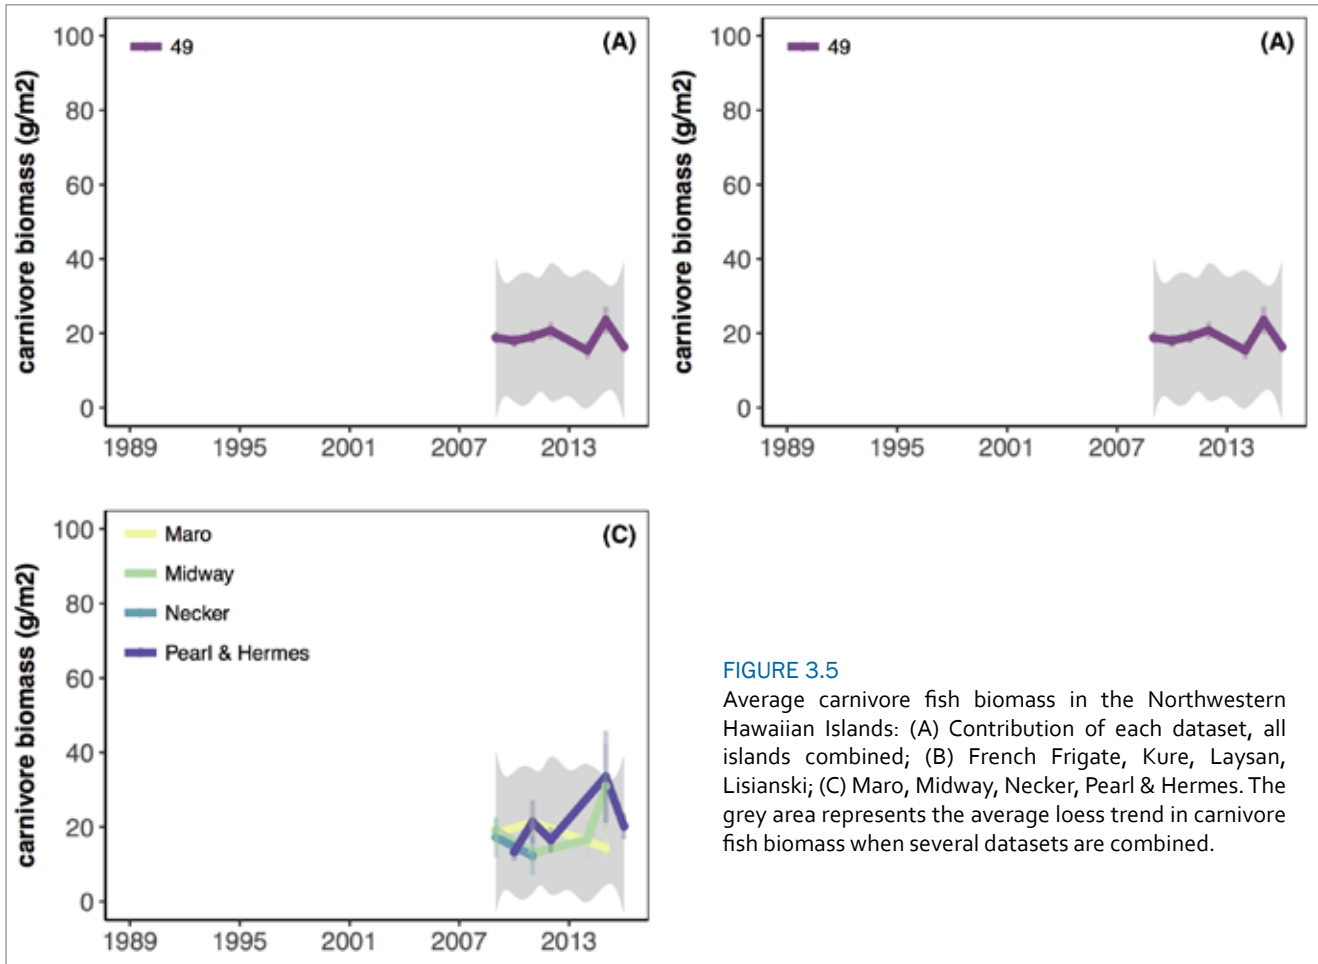 100
80
60
40
20
0
carnivore biomass (g/m2)
49
(A)
1989 1995 2001 2007 2013
100
80
60
40
20
0
carnivore biomass (g/m2)
49
(A)
1989 1995 2001 2007 2013
100
80
60
40
20
0
carnivore biomass (g/m2)
Maro
Midway
Necker
Pearl & Hermes
(C)
1989 1995 2001 2007 2013
FIGURE 3.5
Average carnivore fish biomass in the Northwestern
Hawaiian Islands: (A) Contribution of each dataset, all
islands combined; (B) French Frigate, Kure, Laysan,
Lisianski; (C) Maro, Midway, Necker, Pearl & Hermes. The
grey area represents the average loess trend in carnivore
fish biomass when several datasets are combined.